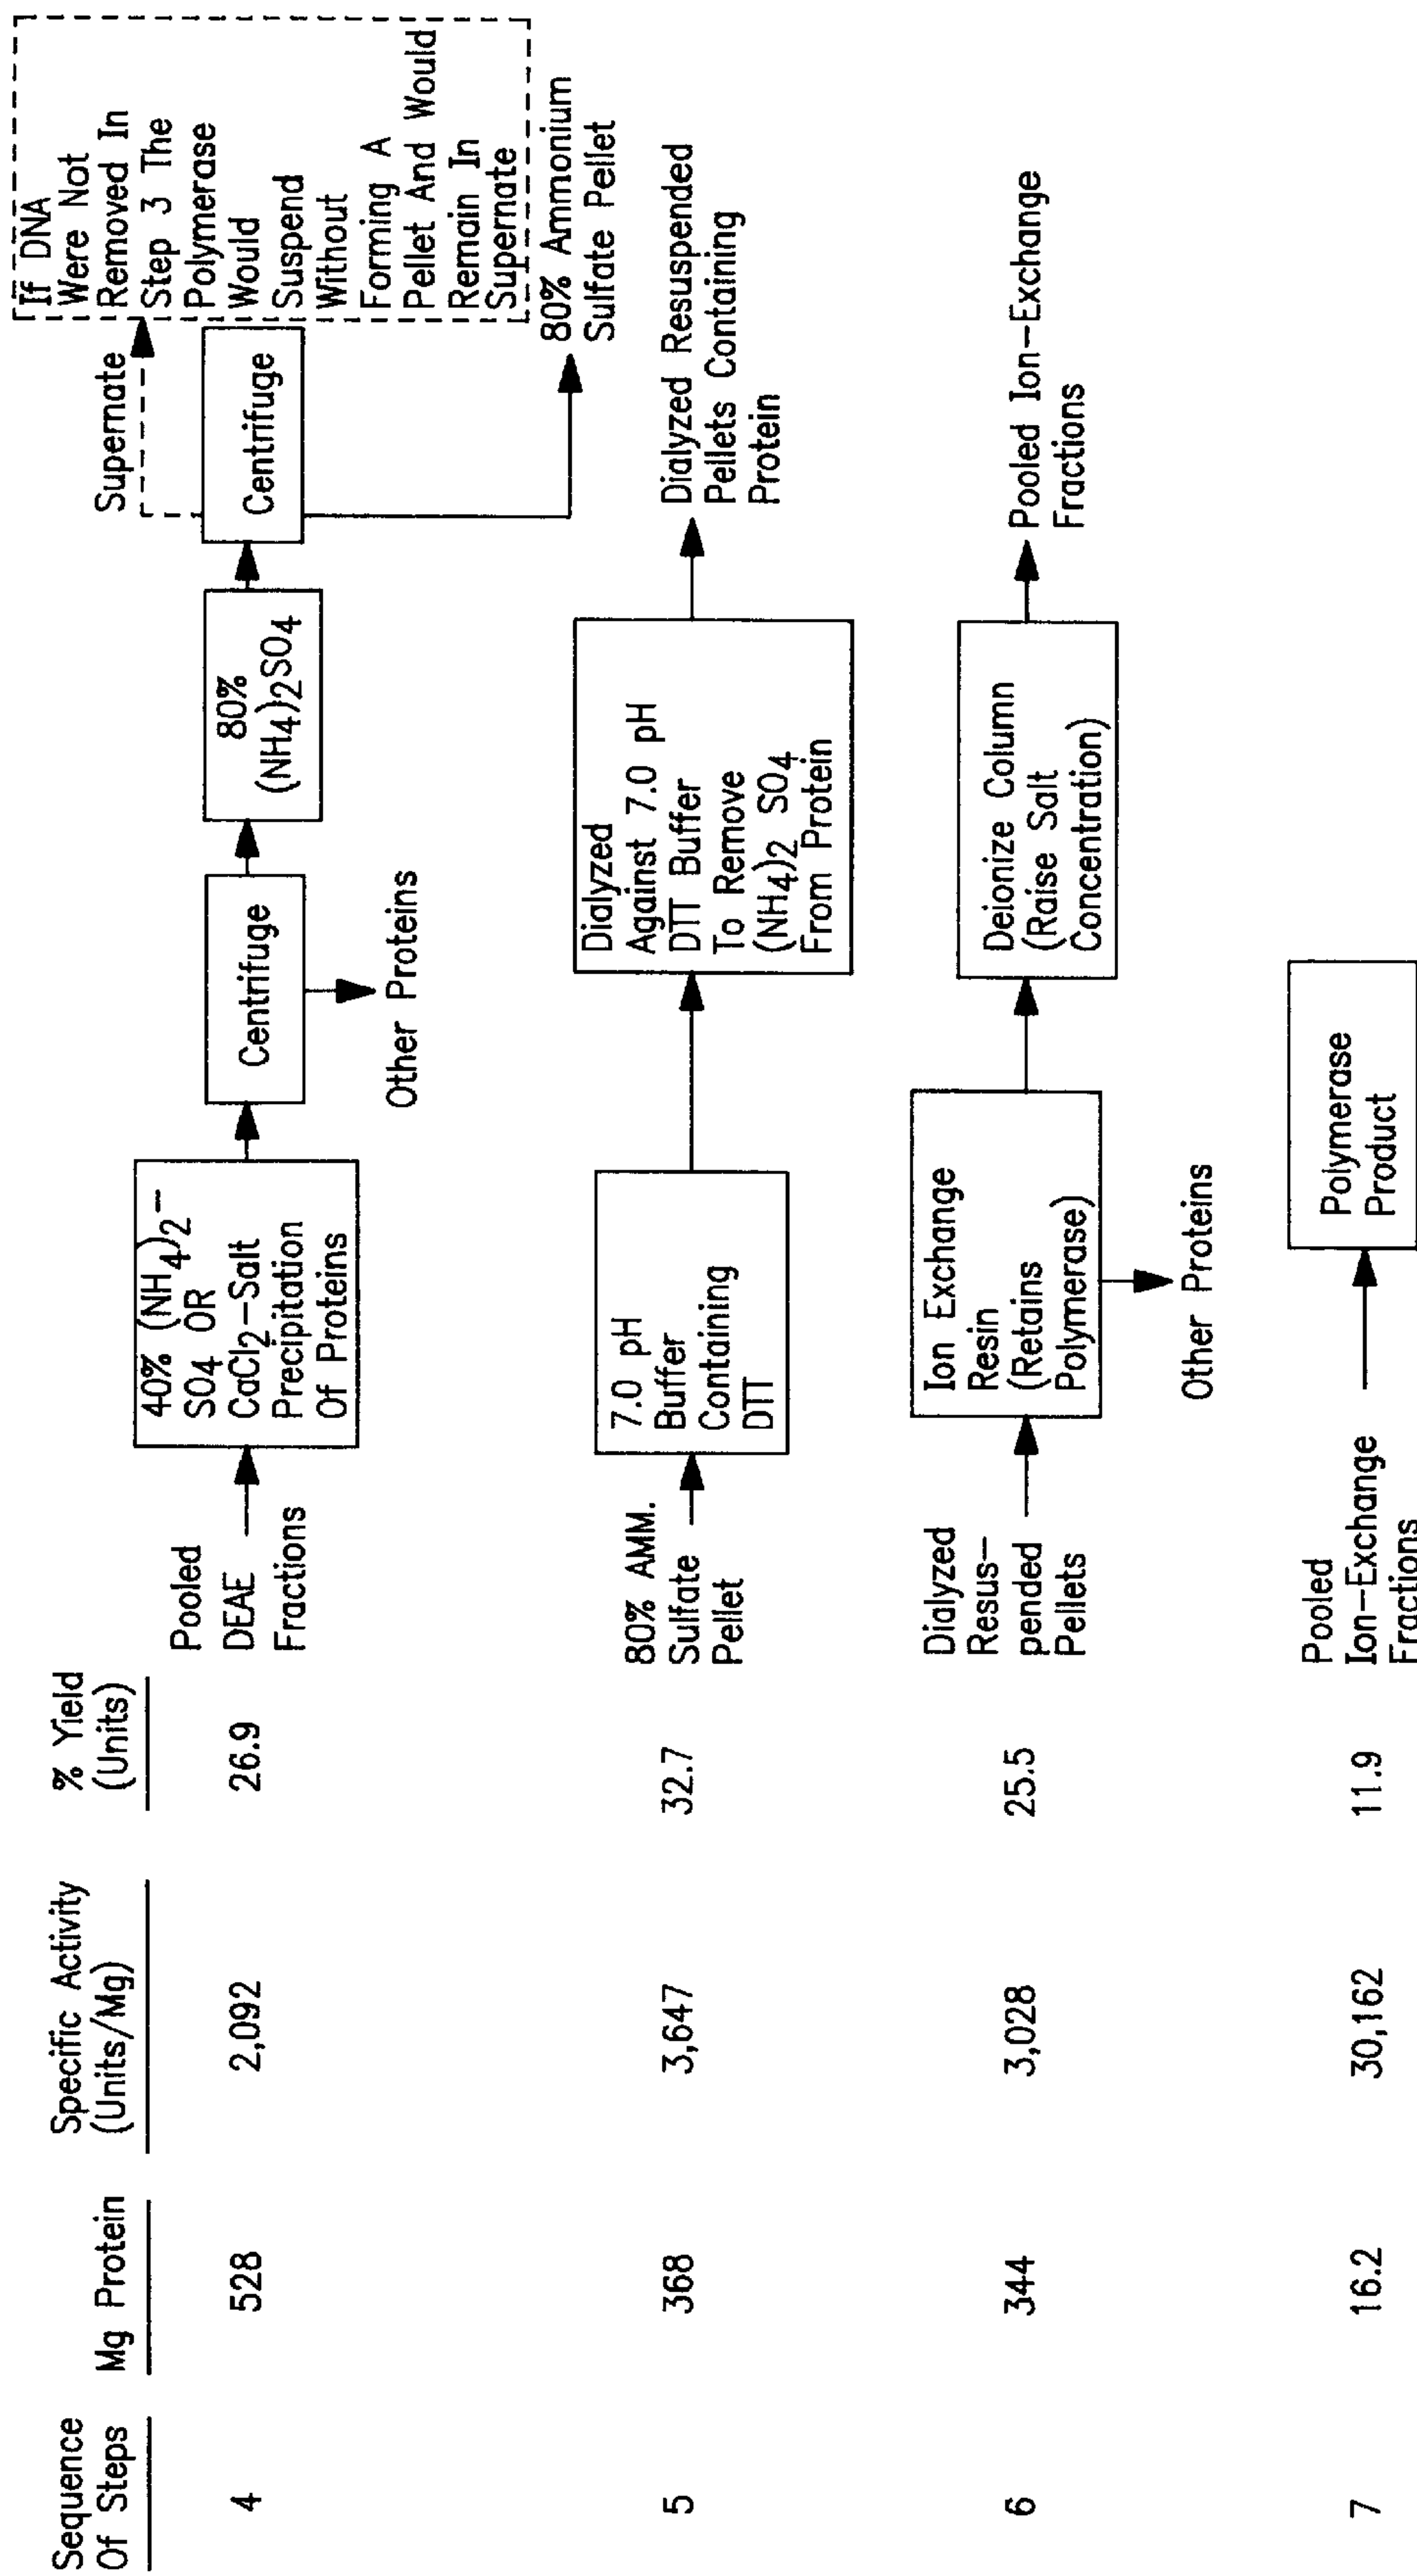 Sequence
Of Steps
Mg Protein
Specific Activity
(Units/Mg)
% Yield
(Units)
4
528
2,092
26.9
Pooled
DEAE
Fractions
40% (NH4)2–
SO4 OR
CaCl2–Salt
Precipitation
Of Proteins
Centrifuge
Other Proteins
80%
(NH4)2SO4
Centrifuge
Supernate
If DNA
Were Not
Removed In
Step 3 The
Polymerase
Would
Suspend
Without
Forming A
Pellet And Would
Remain In
Supernate
80% Ammonium
Sulfate Pellet
5
368
3,647
32.7
80% AMM.
Sulfate
Pellet
7.0 pH
Buffer
Containing
DTT
Dialyzed
Against 7.0 pH
DTT Buffer
To Remove
(NH4)2 SO4
From Protein
Dialyzed Resuspended
Pellets Containing
Protein
6
344
3,028
25.5
Dialyzed
Resus–
pended
Pellets
Ion Exchange
Resin
(Retains
Polymerase)
Other Proteins
Deionize Column
(Raise Salt
Concentration)
Pooled Ion–Exchange
Fractions
7
16.2
30,162
11.9
Pooled
Ion–Exchange
Fractions
Polymerase
Product